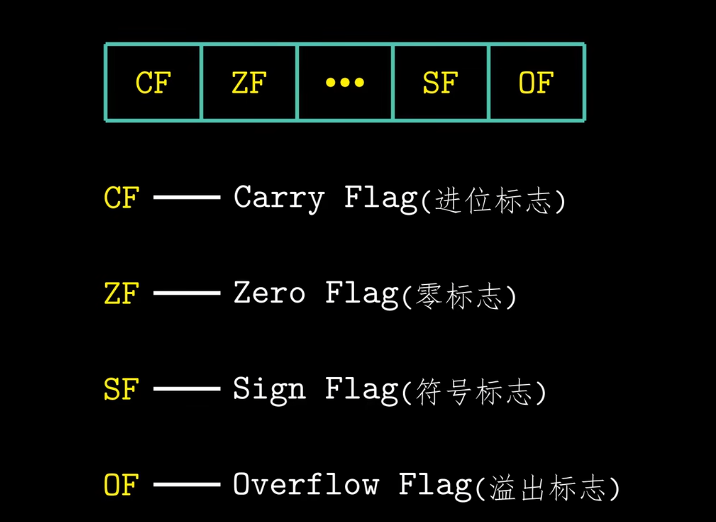 CF ZF ••• SF OF
CF —— Carry Flag(进位标志)
ZF —— Zero Flag(零标志)
SF —— Sign Flag(符号标志)
OF —— Overflow Flag(溢出标志)